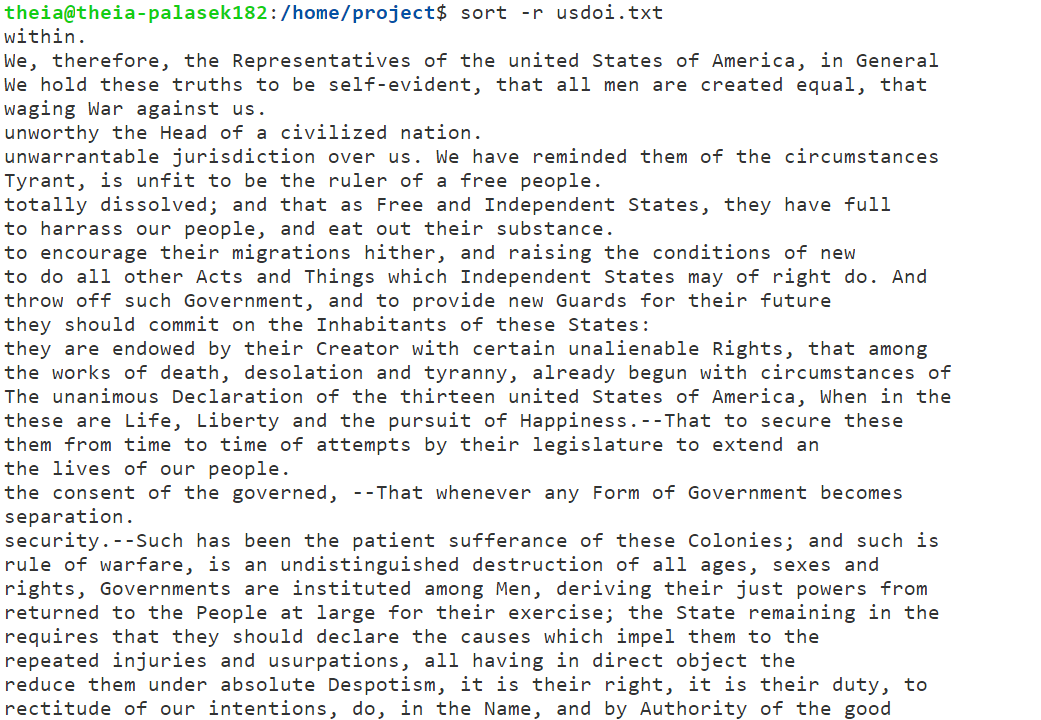 theia@theia-palasek182:/home/project$ sort -r usdoi.txt
within.
We, therefore, the Representatives of the united States of America, in General
We hold these truths to be self-evident, that all men are created equal, that
waging War against us.
unworthy the Head of a civilized nation.
unwarrantable jurisdiction over us. We have reminded them of the circumstances
Tyrant, is unfit to be the ruler of a free people.
totally dissolved; and that as Free and Independent States, they have full
to harrass our people, and eat out their substance.
to encourage their migrations hither, and raising the conditions of new
to do all other Acts and Things which Independent States may of right do. And
throw off such Government, and to provide new Guards for their future
they should commit on the Inhabitants of these States:
they are endowed by their Creator with certain unalienable Rights, that among
the works of death, desolation and tyranny, already begun with circumstances of
The unanimous Declaration of the thirteen united States of America, When in the
these are Life, Liberty and the pursuit of Happiness.--That to secure these
them from time to time of attempts by their legislature to extend an
the lives of our people.
the consent of the governed, --That whenever any Form of Government becomes
separation.
security.--Such has been the patient sufferance of these Colonies; and such is
rule of warfare, is an undistinguished destruction of all ages, sexes and
rights, Governments are instituted among Men, deriving their just powers from
returned to the People at large for their exercise; the State remaining in the
requires that they should declare the causes which impel them to the
repeated injuries and usurpations, all having in direct object the
reduce them under absolute Despotism, it is their right, it is their duty, to
rectitude of our intentions, do, in the Name, and by Authority of the good